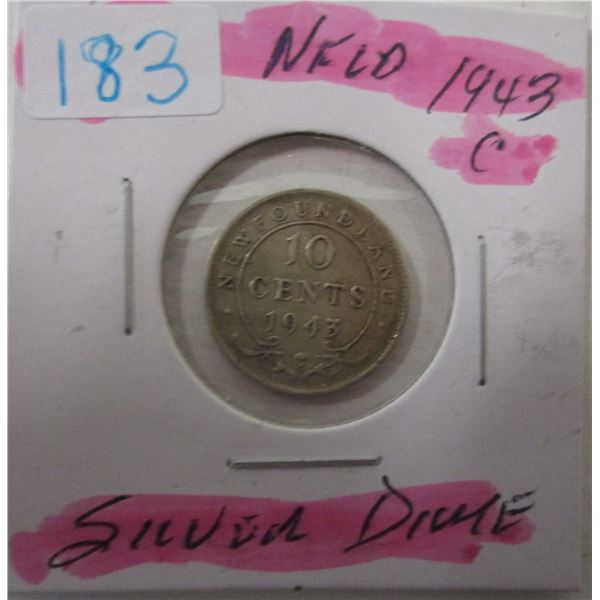 183
NFLD 1943
C
NEWFOUNDLAND
10
CENTS
1943
C
SILVER DIME